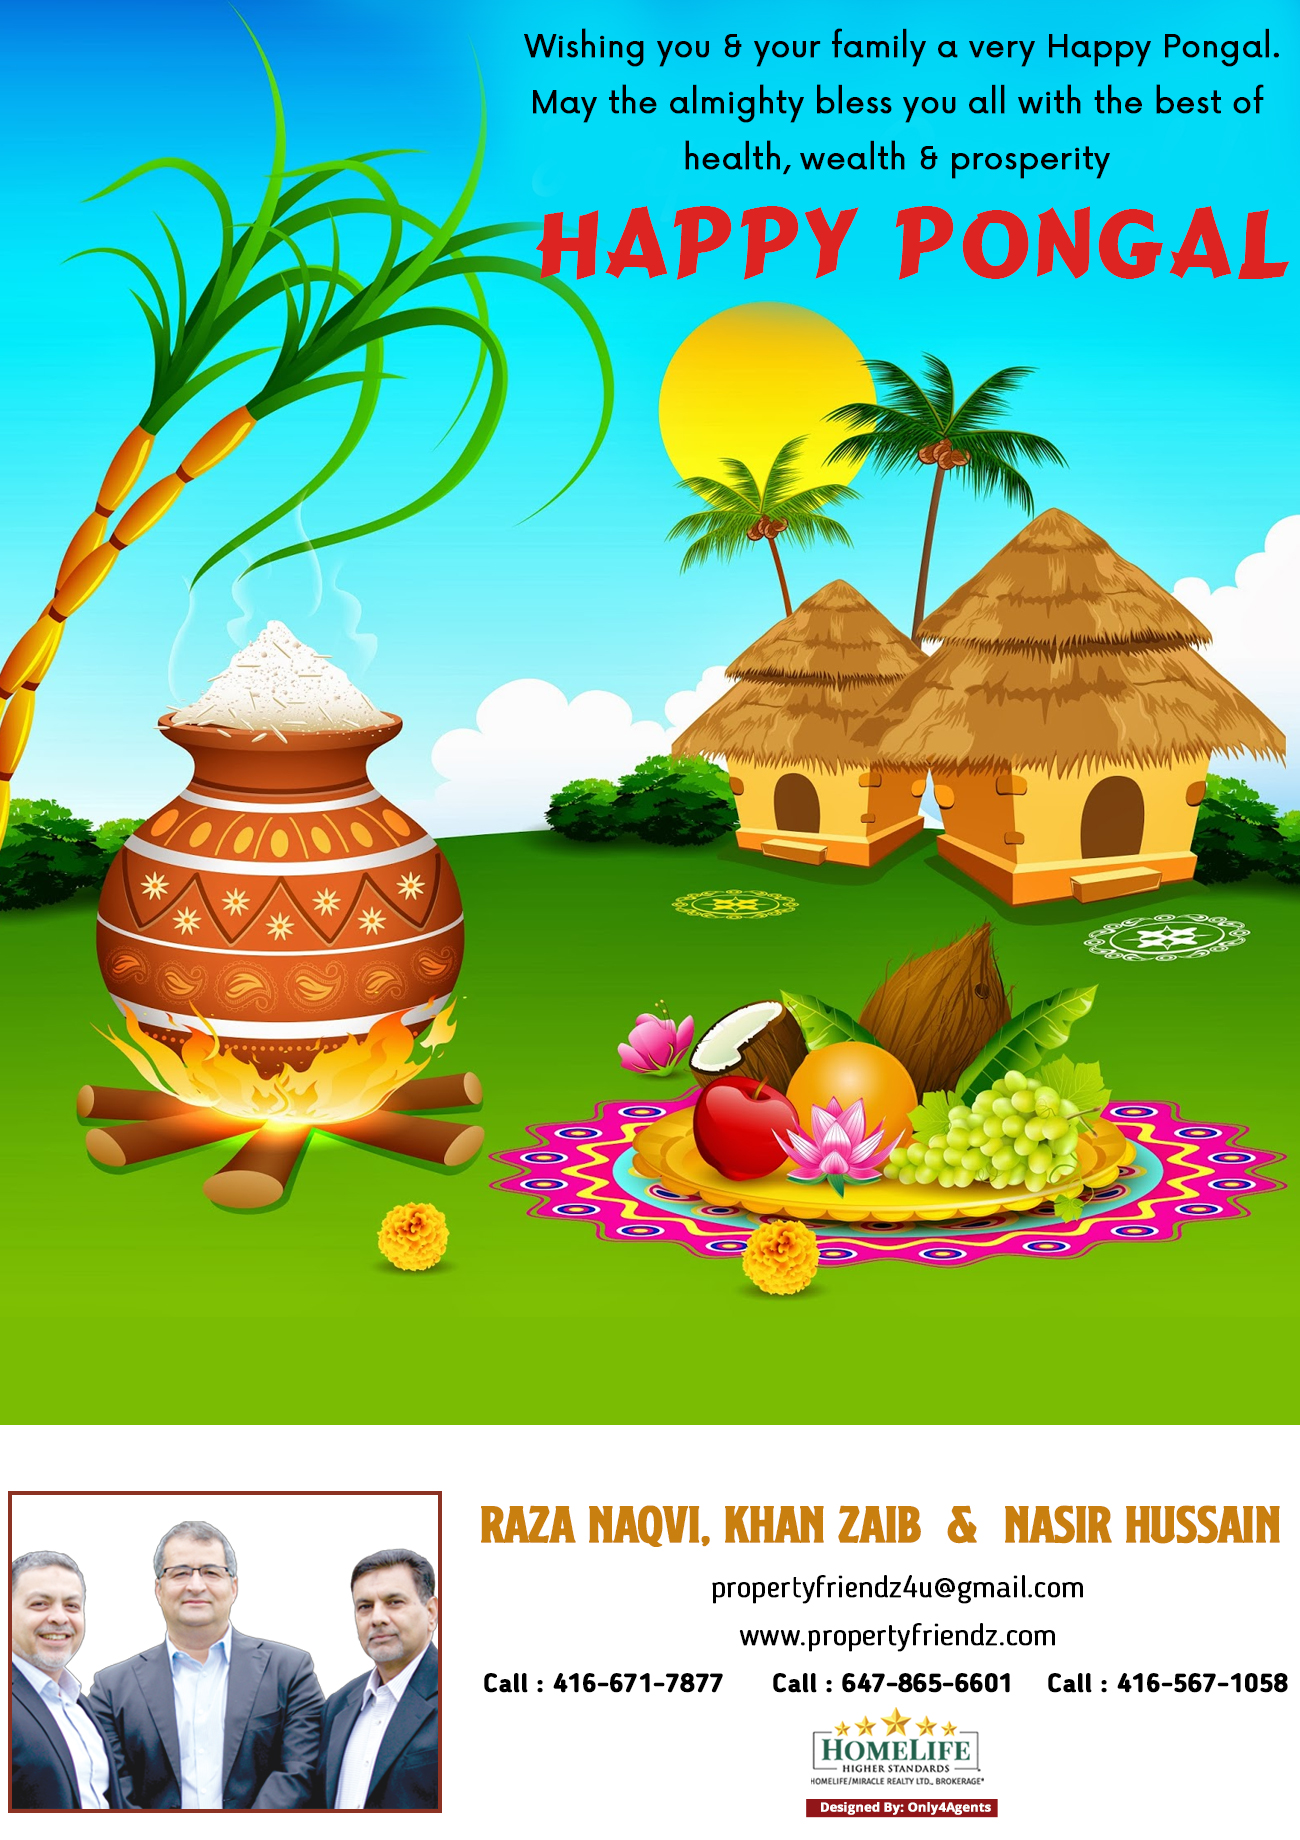 Wishing you & your family a very Happy Pongal.
May the almighty bless you all with the best of
health, wealth & prosperity
HAPPY PONGAL
RAZA NAQVI, KHAN ZAIB & NASIR HUSSAIN
propertyfriendz4u@gmail.com
www.propertyfriendz.com
Call : 416-671-7877 Call : 647-865-6601 Call : 416-567-1058
HOMELIFE
HIGHER STANDARDS
HOMELIFE/MIRACLE REALTY LTD., BROKERAGE*
Designed By: Only4Agents